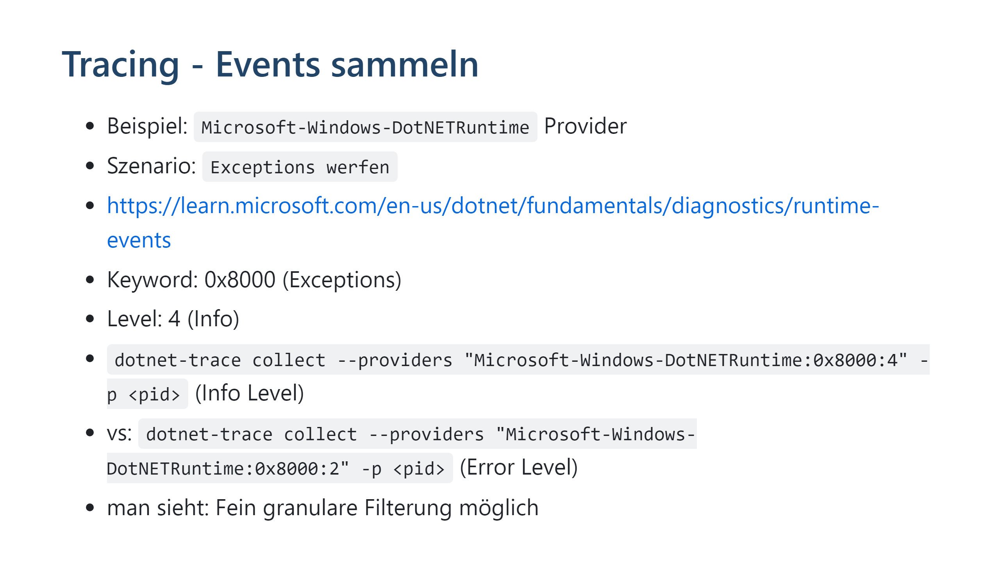 Tracing - Events sammeln
Beispiel: Microsoft-Windows-DotNETRuntime Provider
Szenario: Exceptions werfen
https://learn.microsoft.com/en-us/dotnet/fundamentals/diagnostics/runtime-
events
Keyword: 0x8000 (Exceptions)
Level: 4 (Info)
dotnet-trace collect --providers "Microsoft-Windows-DotNETRuntime:0x8000:4" -
p <pid> (Info Level)
vs: dotnet-trace collect --providers "Microsoft-Windows-
DotNETRuntime:0x8000:2" -p <pid> (Error Level)
man sieht: Fein granulare Filterung möglich